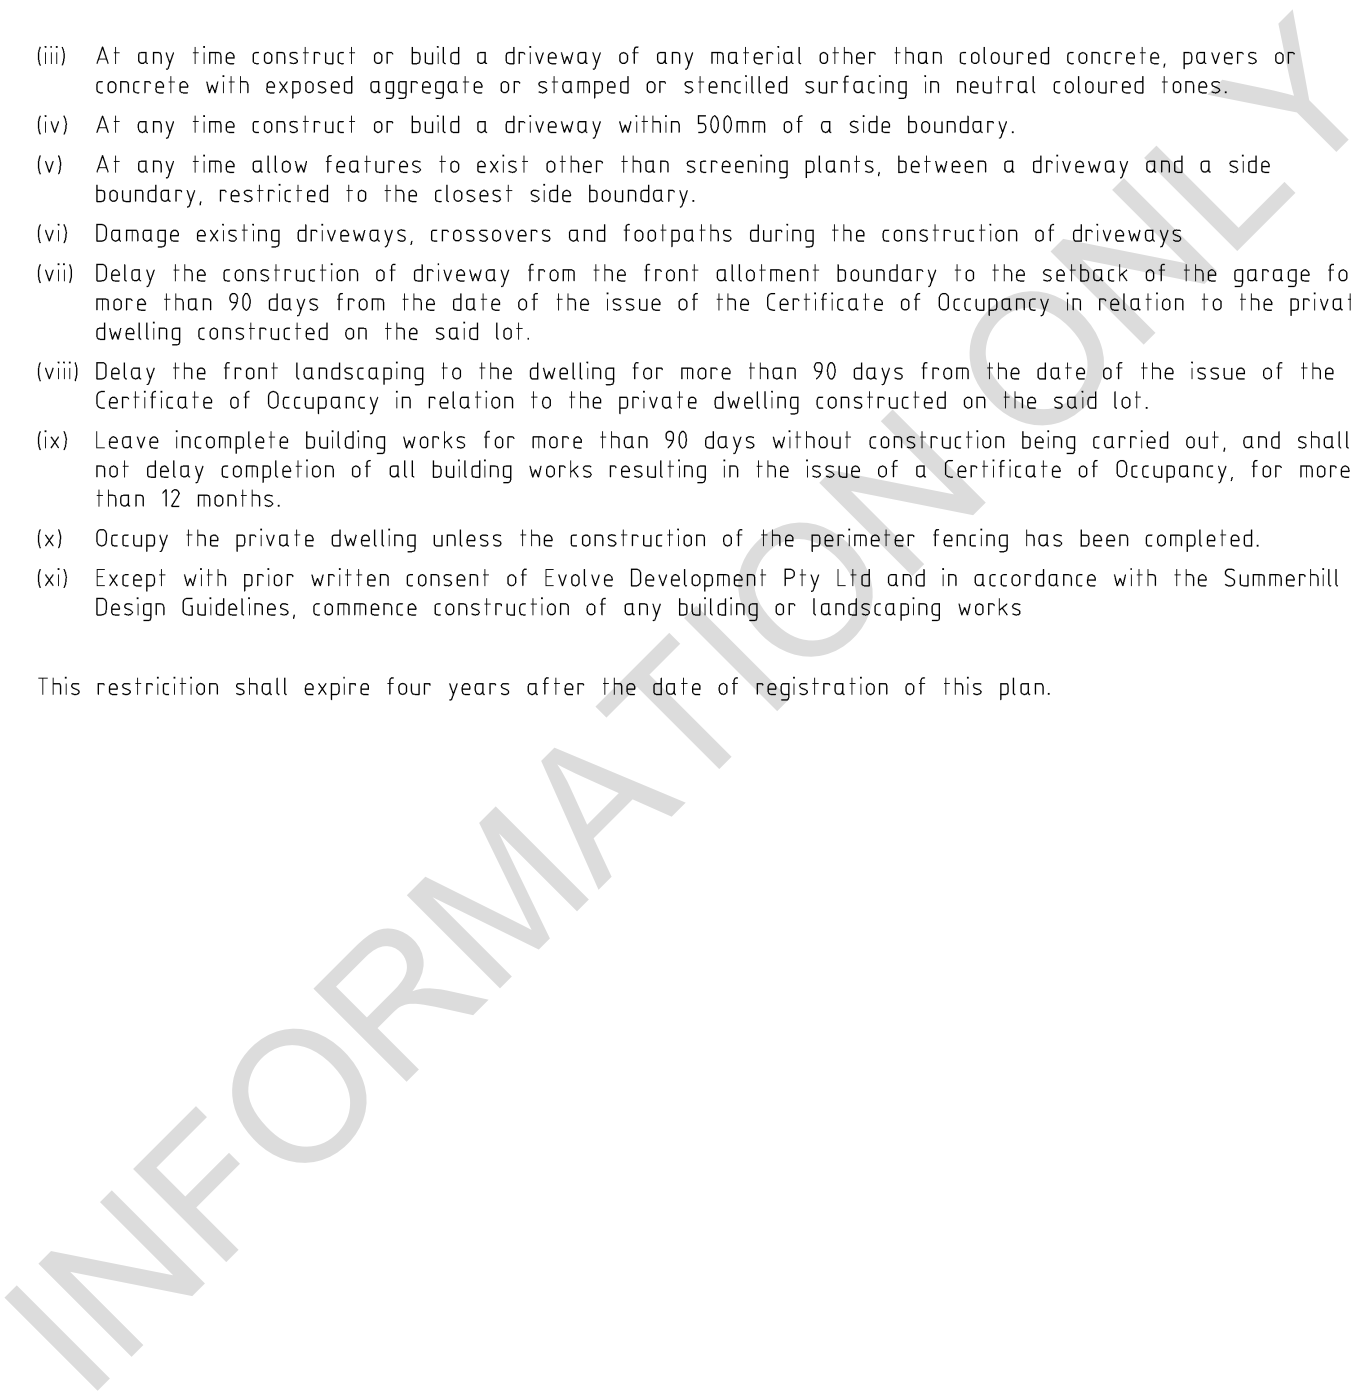 (iii) At any time construct or build a driveway of any material other than coloured concrete, pavers or
concrete with exposed aggregate or stamped or stencilled surfacing in neutral coloured tones.
(iv) At any time construct or build a driveway within 500mm of a side boundary.
(v) At any time allow features to exist other than screening plants, between a driveway and a side
boundary, restricted to the closest side boundary.
(vi) Damage existing driveways, crossovers and footpaths during the construction of driveways
(vii) Delay the construction of driveway from the front allotment boundary to the setback of the garage fo
more than 90 days from the date of the issue of the Certificate of Occupancy in relation to the privat
dwelling constructed on the said lot.
(viii) Delay the front landscaping to the dwelling for more than 90 days from the date of the issue of the
Certificate of Occupancy in relation to the private dwelling constructed on the said lot.
(ix) Leave incomplete building works for more than 90 days without construction being carried out, and shall
not delay completion of all building works resulting in the issue of a Certificate of Occupancy, for more
than 12 months.
(x) Occupy the private dwelling unless the construction of the perimeter fencing has been completed.
(xi) Except with prior written consent of Evolve Development Pty Ltd and in accordance with the Summerhill
Design Guidelines, commence construction of any building or landscaping works
This restricition shall expire four years after the date of registration of this plan.
INFORMATION ONLY